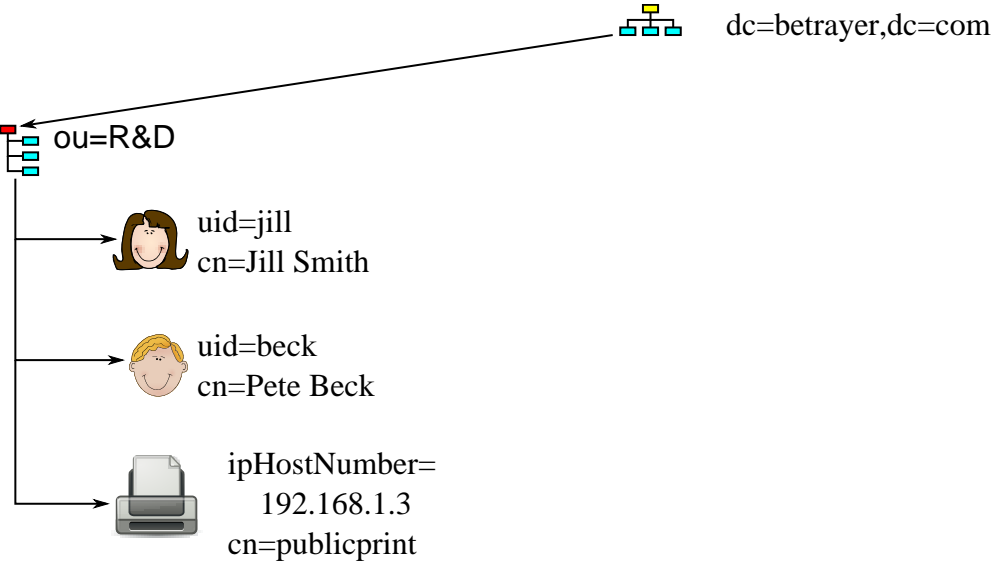 dc=betrayer,dc=com
ou=R&D
uid=jill
cn=Jill Smith
uid=beck
cn=Pete Beck
ipHostNumber=
192.168.1.3
cn=publicprint